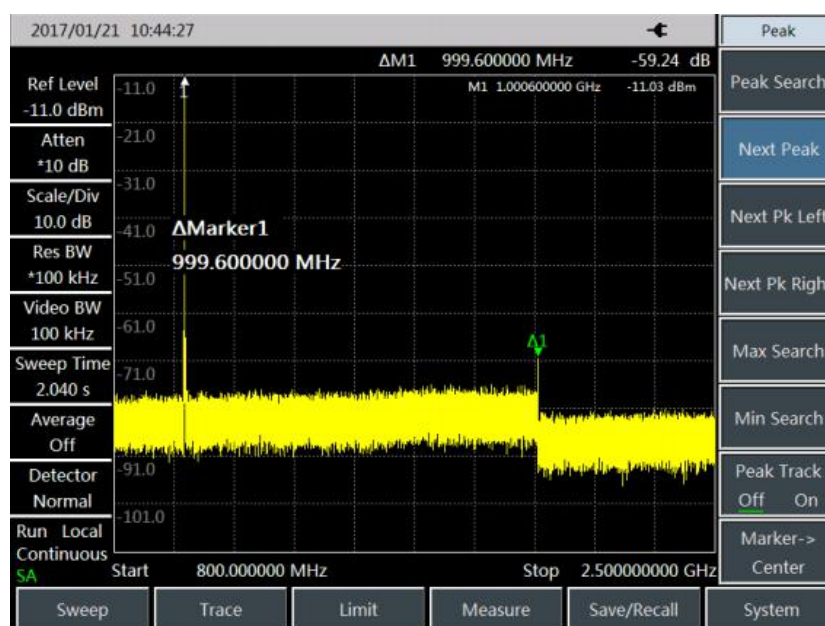 2017/01/21 10:44:27
Peak
ΔM1 999.600000 MHz -59.24 dB
M1 1.000600000 GHz -11.03 dBm
Ref Level
-11.0 dBm
Atten
*10 dB
Scale/Div
10.0 dB
Res BW
*100 kHz
Video BW
100 kHz
Sweep Time
2.040 s
Average
Off
Detector
Normal
Run Local
Continuous
SA
-11.0
-21.0
-31.0
-41.0
-51.0
-61.0
-71.0
-91.0
-101.0
1
ΔMarker1
999.600000 MHz
Δ1
Start 800.000000 MHz
Stop 2.500000000 GHz
Peak Search
Next Peak
Next Pk Left
Next Pk Righ
Max Search
Min Search
Peak Track
Off On
Marker->
Center
Sweep
Trace
Limit
Measure
Save/Recall
System